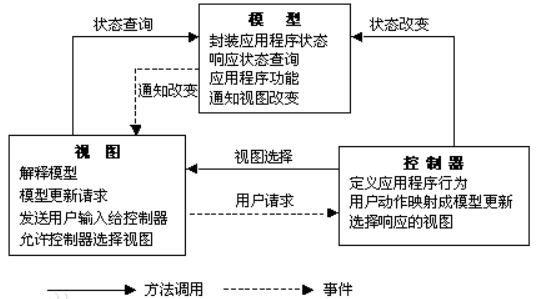 状态查询
模 型
状态改变
封装应用程序状态
响应状态查询
应用程序功能
通知视图改变
通知改变
视 图
解释模型
模型更新请求
发送用户输入给控制器
允许控制器选择视图
视图选择
用户请求
控 制 器
定义应用程序行为
用户动作映射成模型更新
选择响应的视图
方法调用
事件